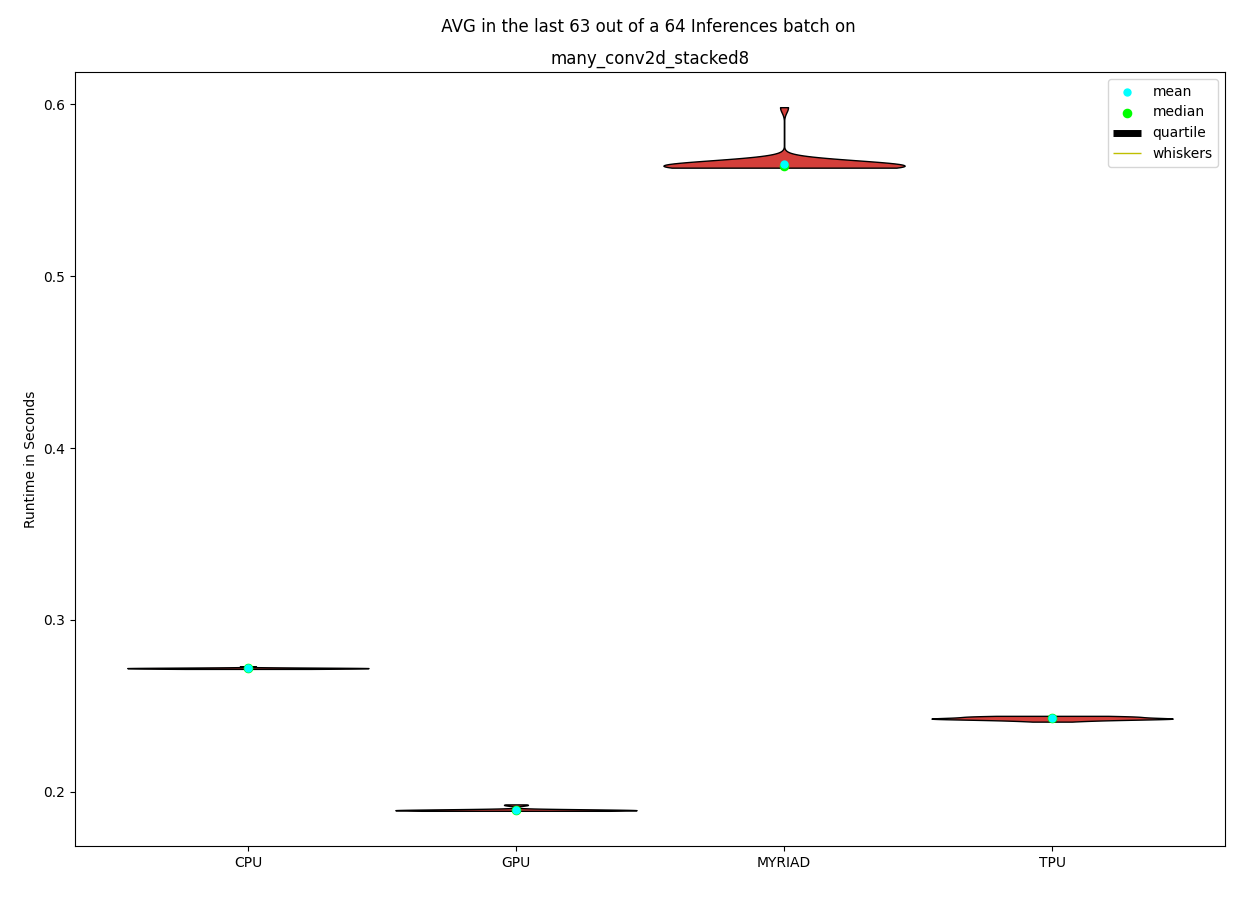 AVG in the last 63 out of a 64 Inferences batch on
many_conv2d_stacked8
mean
median
quartile
whiskers
Runtime in Seconds
0.6
0.5
0.4
0.3
0.2
CPU GPU MYRIAD TPU